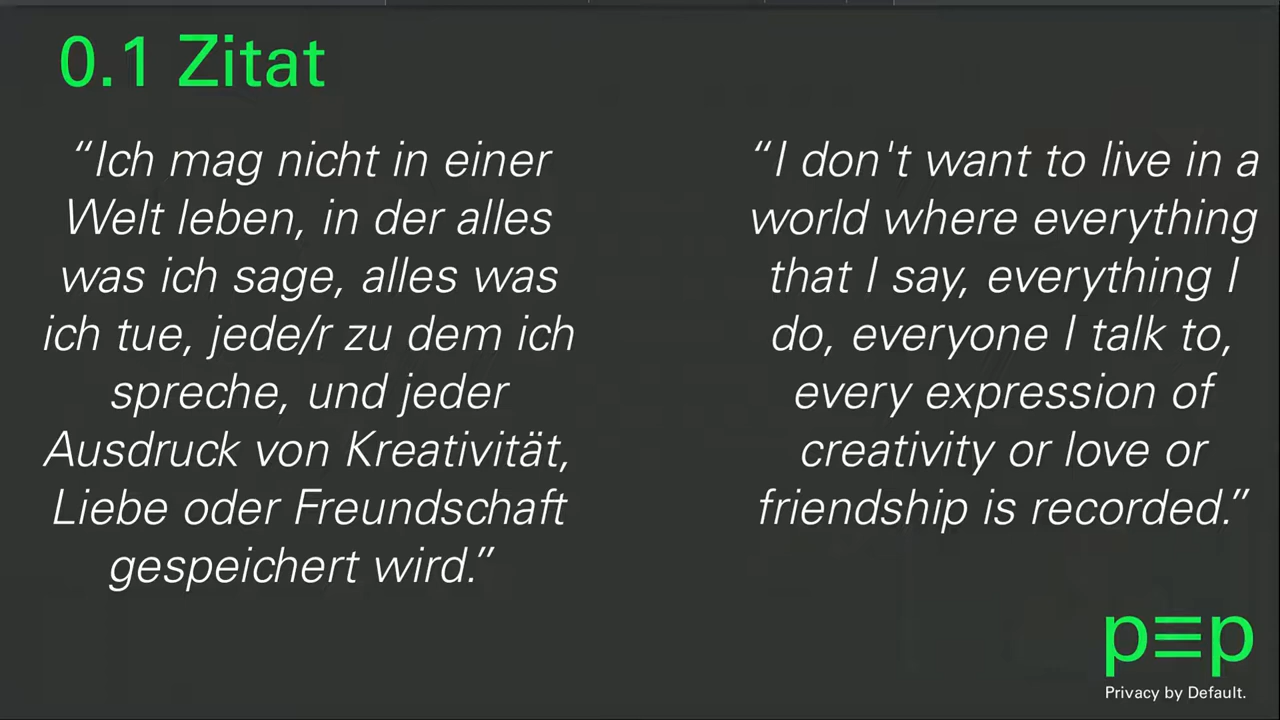 0.1 Zitat
“Ich mag nicht in einer
Welt leben, in der alles
was ich sage, alles was
ich tue, jede/r zu dem ich
spreche, und jeder
Ausdruck von Kreativität,
Liebe oder Freundschaft
gespeichert wird.”
“I don't want to live in a
world where everything
that I say, everything I
do, everyone I talk to,
every expression of
creativity or love or
friendship is recorded.”
p≡p
Privacy by Default.